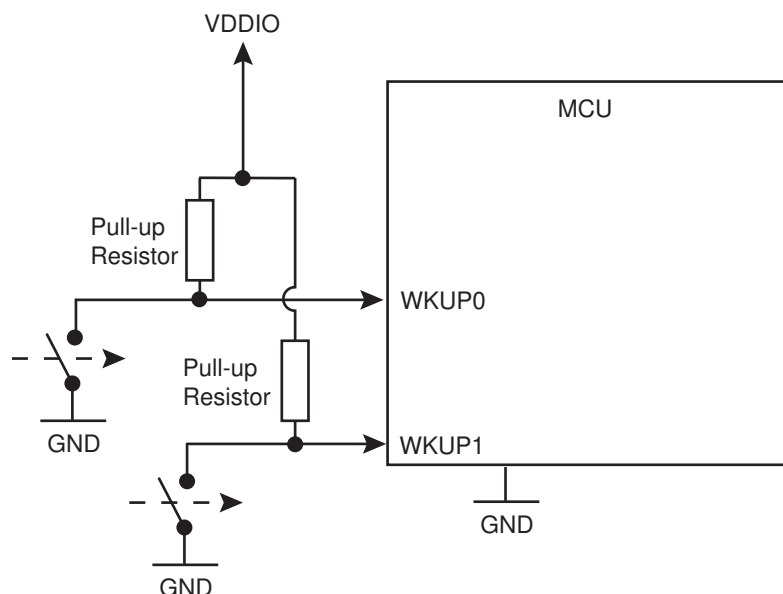 VDDIO
MCU
Pull-up
Resistor
WKUP0
Pull-up
Resistor
GND
WKUP1
GND
GND